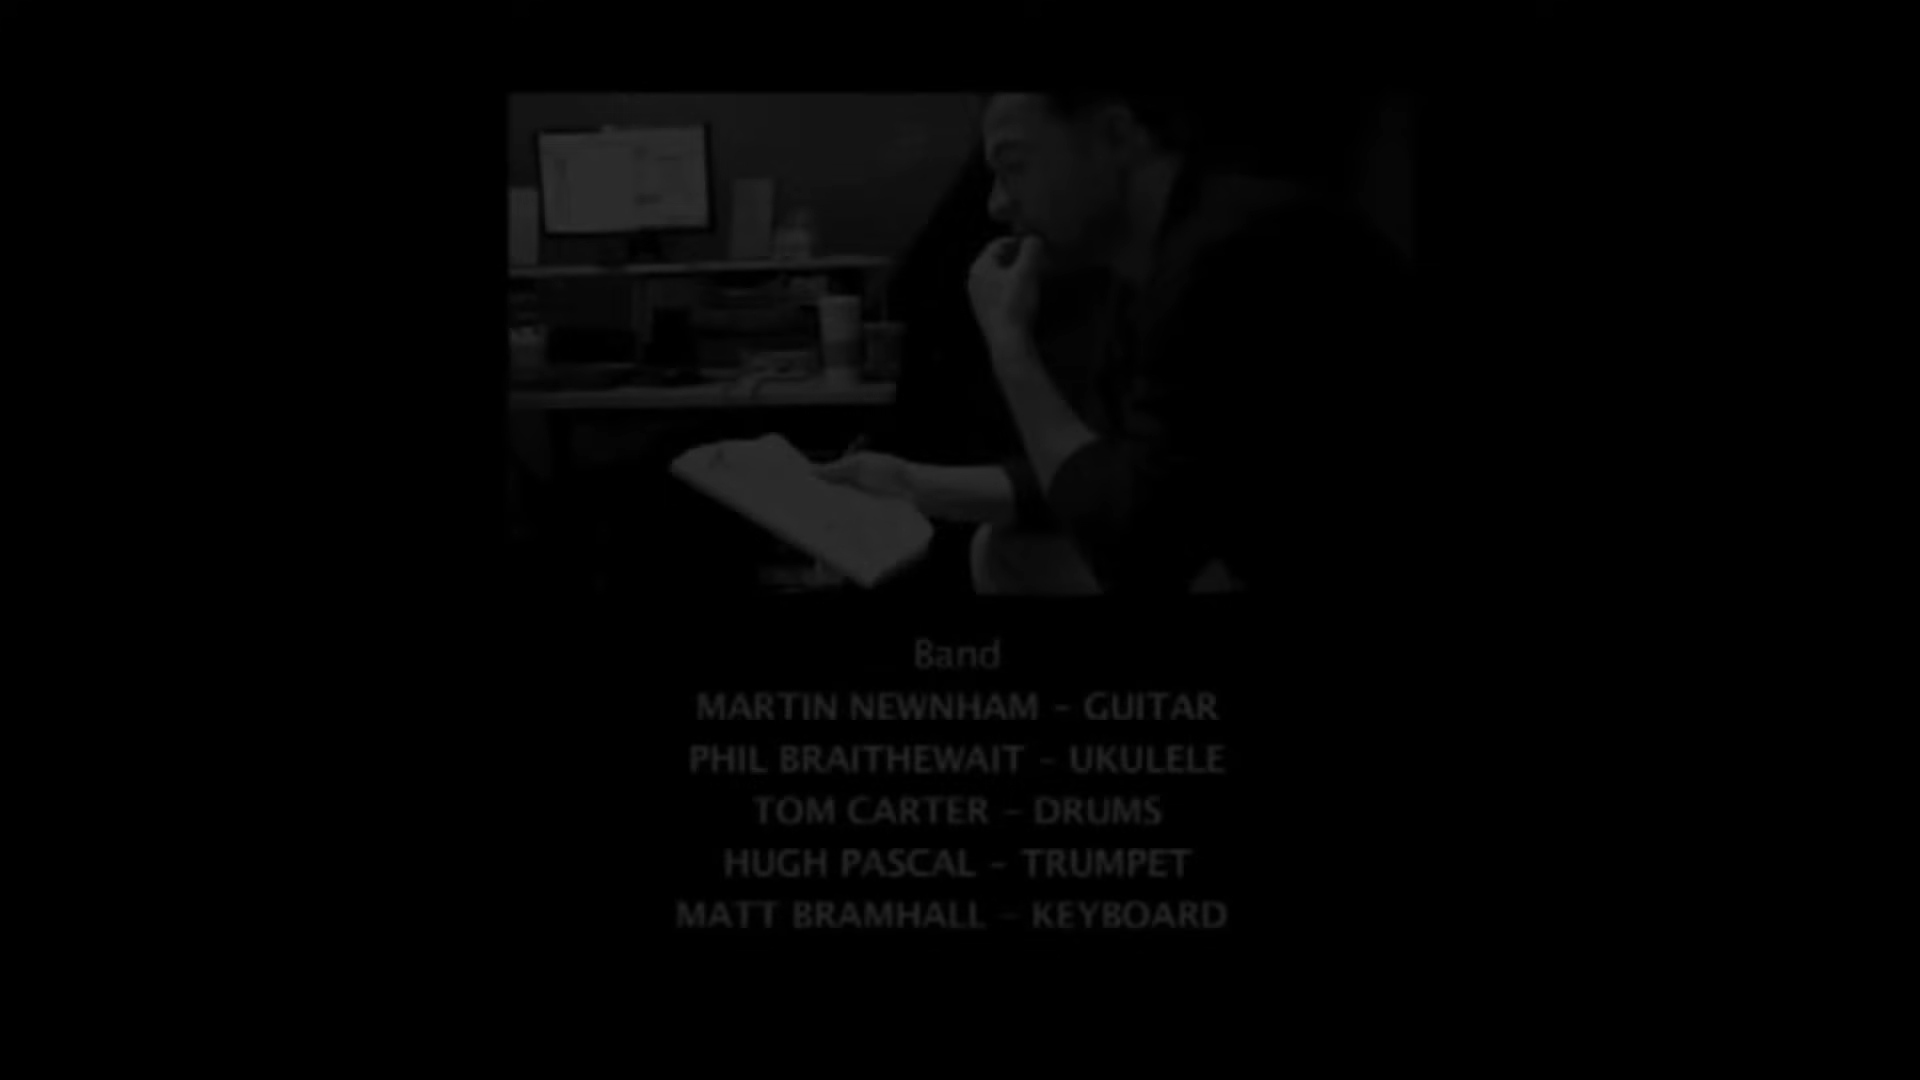 Band
MARTIN NEWNHAM – GUITAR
PHIL BRAITHEWAIT – UKULELE
TOM CARTER – DRUMS
HUGH PASCAL – TRUMPET
MATT BRAMHALL – KEYBOARD